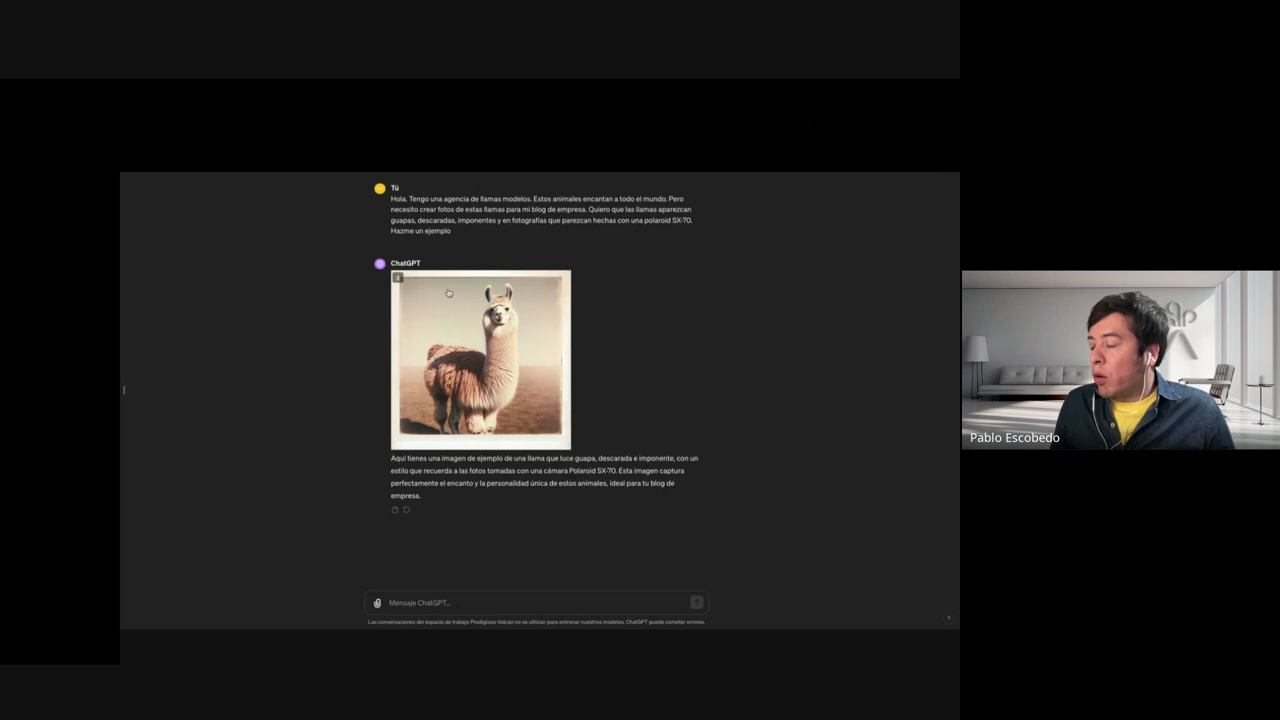 Tú
Hola. Tengo una agencia de llamas modelos. Estos animales encantan a todo el mundo. Pero
necesito crear fotos de estas llamas para mi blog de empresa. Quiero que las llamas aparezcan
guapas, descaradas, imponentes y en fotografías que parezcan hechas con una polaroid SX-70.
Hazme un ejemplo
ChatGPT
Aquí tienes una imagen de ejemplo de una llama que luce guapa, descarada e imponente, con un
estilo que recuerda a las fotos tomadas con una cámara Polaroid SX-70. Esta imagen captura
perfectamente el encanto y la personalidad única de estos animales, ideal para tu blog de
empresa.
Mensaje ChatGPT...
Las conversaciones del espacio de trabajo Prodigioso Volcán no se utilizan para entrenar nuestros modelos. ChatGPT puede cometer errores.
Pablo Escobedo